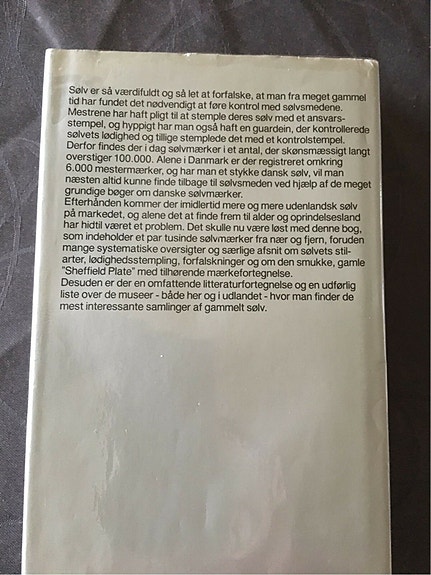 Sølv er så værdifuldt og så let at forfalske, at man fra meget gammel
tid har fundet det nødvendigt at føre kontrol med sølvsmedene.
Mestrene har haft pligt til at stemple deres sølv med et ansvars-
stempel, og hyppigt har man også haft en guardein, der kontrollerede
sølvets lødighed og tillige stemplede det med et kontrolstempel.
Derfor findes der i dag sølvmærker i et antal, der skønsmæssigt langt
overstiger 100.000. Alene i Danmark er der registreret omkring
6.000 mestermærker, og har man et stykke dansk sølv, vil man
næsten altid kunne finde tilbage til sølvsmeden ved hjælp af de meget
grundige bøger om danske sølvmærker.
Efterhånden kommer der imidlertid mere og mere udenlandsk sølv
på markedet, og alene det at finde frem til alder og oprindelsesland
har hidtil været et problem. Det skulle nu være løst med denne bog,
som indeholder et par tusinde sølvmærker fra nær og fjern, foruden
mange systematiske oversigter og særlige afsnit om sølvets stil-
arter, lødighedsstempling, forfalskninger og om den smukke, gamle
"Sheffield Plate" med tilhørende mærkefortegnelse.
Desuden er der en omfattende litteraturfortegnelse og en udførlig
liste over de museer - både her og i udlandet - hvor man finder de
mest interessante samlinger af gammelt sølv.